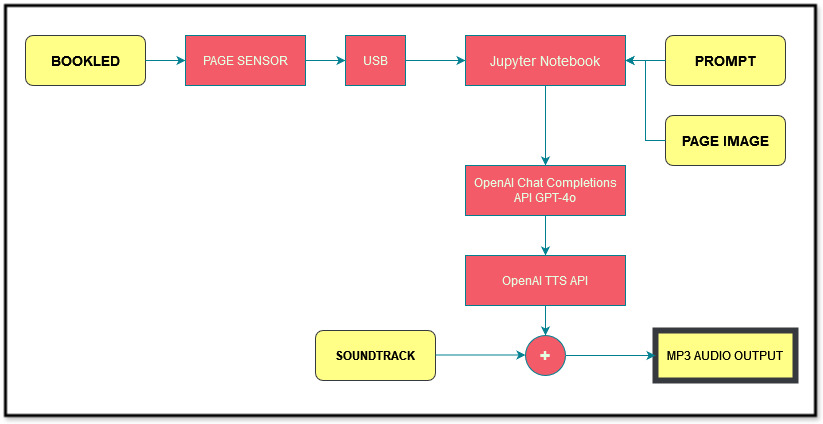 BOOKLED
PAGE SENSOR
USB
Jupyter Notebook
PROMPT
PAGE IMAGE
OpenAI Chat Completions
API GPT-4o
OpenAI TTS API
SOUNDTRACK
+
MP3 AUDIO OUTPUT